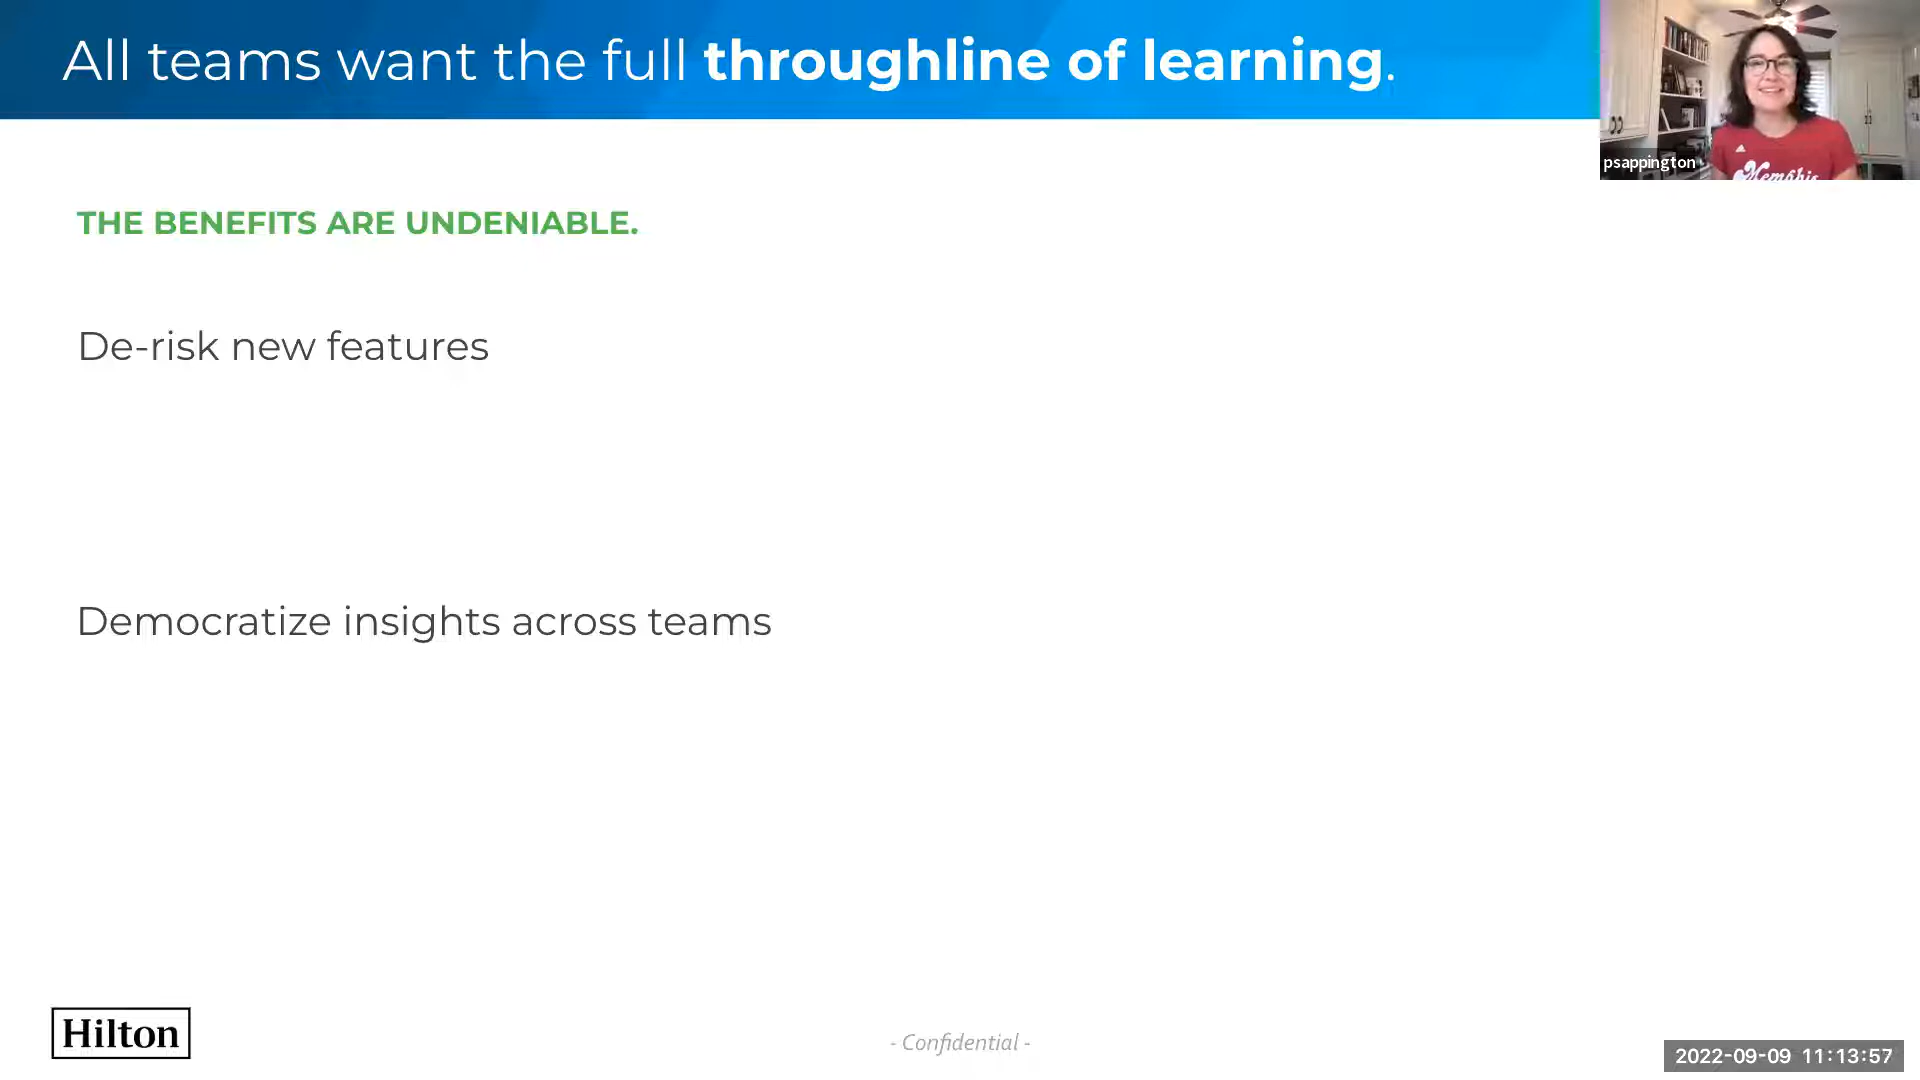 All teams want the full throughline of learning.
psappington
Memphis
THE BENEFITS ARE UNDENIABLE.
De-risk new features
Democratize insights across teams
Hilton
- Confidential -
2022-09-09 11:13:57